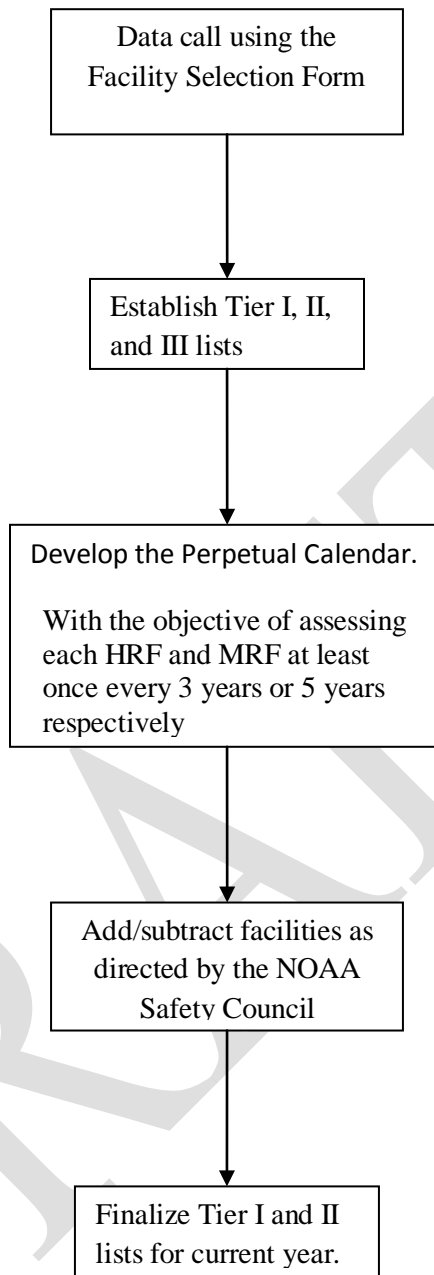 Data call using the
Facility Selection Form
Establish Tier I, II,
and III lists
Develop the Perpetual Calendar.
With the objective of assessing
each HRF and MRF at least
once every 3 years or 5 years
respectively
Add/subtract facilities as
directed by the NOAA
Safety Council
Finalize Tier I and II
lists for current year.